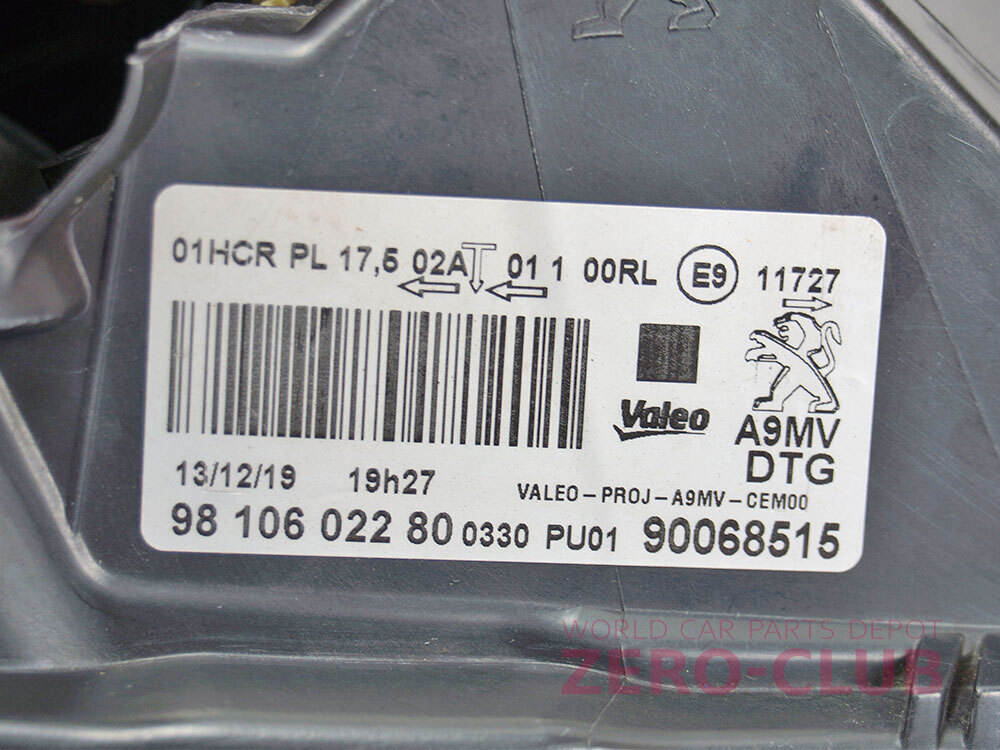 01HCR PL 17,5 02A 01 1 00RL E9 11727
Valeo
A9MV
DTG
13/12/19 19h27
VALEO-PROJ-A9MV-CEM00
98 106 022 80 0330 PU01 90068515
WORLD CAR PARTS DEPOT
ZERO-CLUB